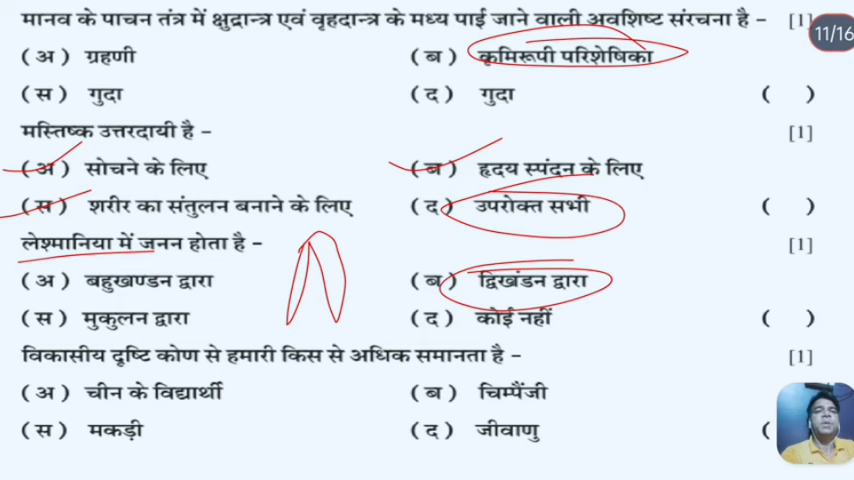 मानव के पाचन तंत्र में क्षुद्रान्त्र एवं वृहदान्त्र के मध्य पाई जाने वाली अवशिष्ट संरचना है - [1]
11/16
(अ) ग्रहणी (ब) कृमिरूपी परिशेषिका
(स) गुदा (द) गुदा ( )
मस्तिष्क उत्तरदायी है - [1]
(अ) सोचने के लिए (ब) हृदय स्पंदन के लिए
(स) शरीर का संतुलन बनाने के लिए (द) उपरोक्त सभी ( )
लेश्मानिया में जनन होता है - [1]
(अ) बहुखण्डन द्वारा (ब) द्विखंडन द्वारा
(स) मुकुलन द्वारा (द) कोई नहीं ( )
विकासीय दृष्टि कोण से हमारी किस से अधिक समानता है - [1]
(अ) चीन के विद्यार्थी (ब) चिम्पैंजी
(स) मकड़ी (द) जीवाणु (